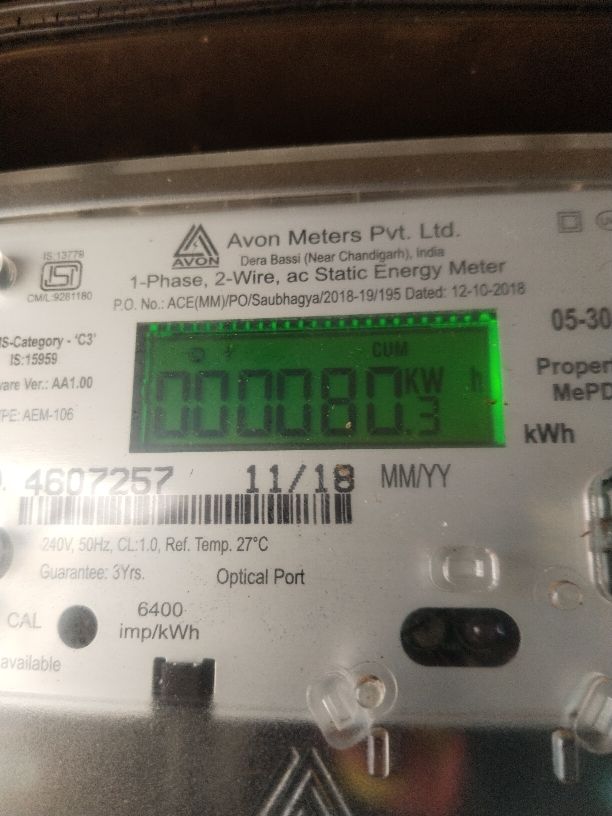 AVON
Avon Meters Pvt. Ltd.
Dera Bassi (Near Chandigarh), India
1-Phase, 2-Wire, ac Static Energy Meter
P.O. No.: ACE(MM)/PO/Saubhagya/2018-19/195 Dated: 12-10-2018
IS:13779
ISI
CM/L:9281180
MS-Category - 'C3'
IS:15959
ware Ver.: AA1.00
YPE: AEM-106
CUM
000080.3 KW h
kWh
05-30
Proper
MePD
4607257 11/18 MM/YY
240V, 50Hz, CL:1.0, Ref. Temp. 27°C
Guarantee: 3Yrs.
Optical Port
CAL
6400
imp/kWh
available